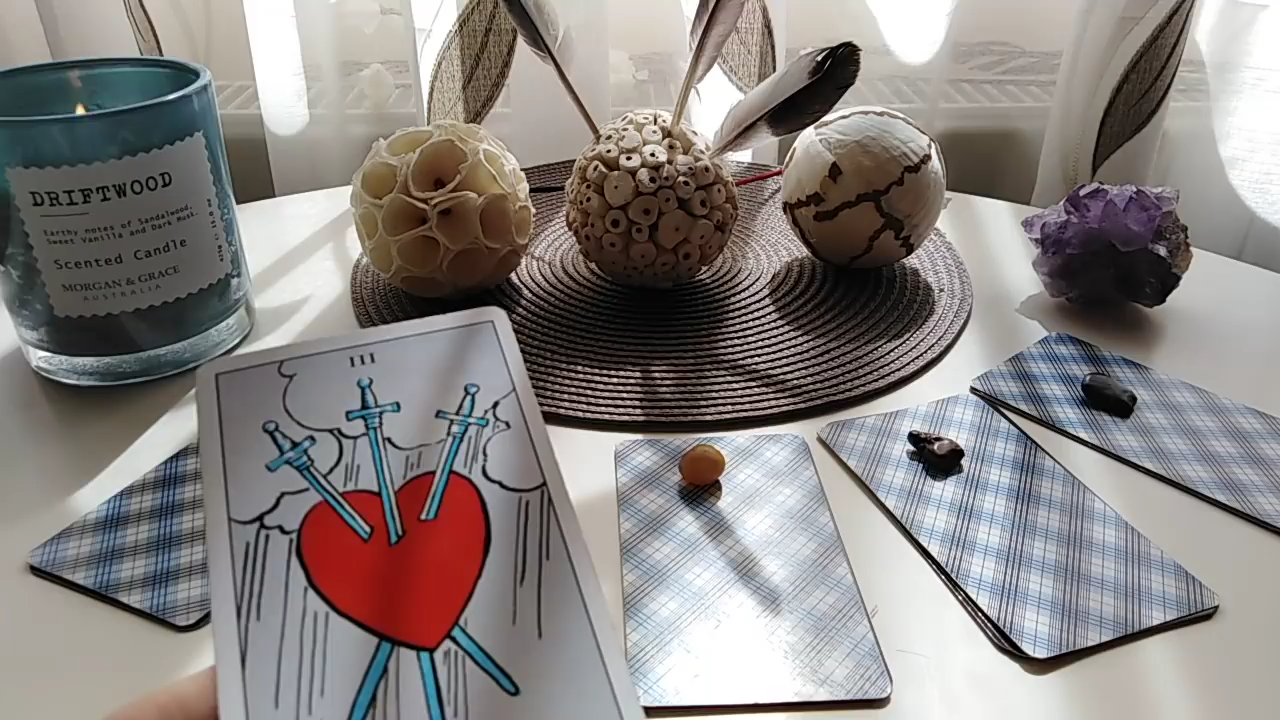 DRIFTWOOD
Earthy notes of Sandalwood,
Sweet Vanilla and Dark Musk.
Scented Candle
MORGAN & GRACE
AUSTRALIA
III